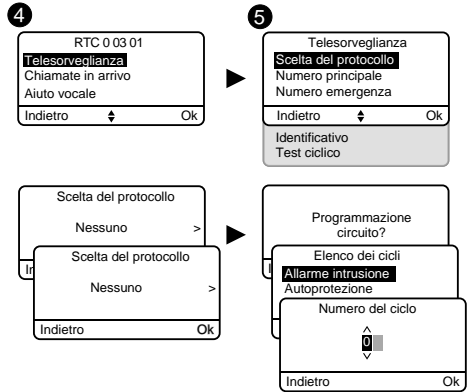 4
RTC 0 03 01
Telesorveglianza
Chiamate in arrivo
Aiuto vocale
Indietro Ok
5
Telesorveglianza
Scelta del protocollo
Numero principale
Numero emergenza
Indietro Ok
Identificativo
Test ciclico
Scelta del protocollo
Nessuno >
Scelta del protocollo
Nessuno >
Indietro Ok
Programmazione
circuito?
Elenco dei cicli
Allarme intrusione
Autoprotezione
Numero del ciclo
0
Indietro Ok